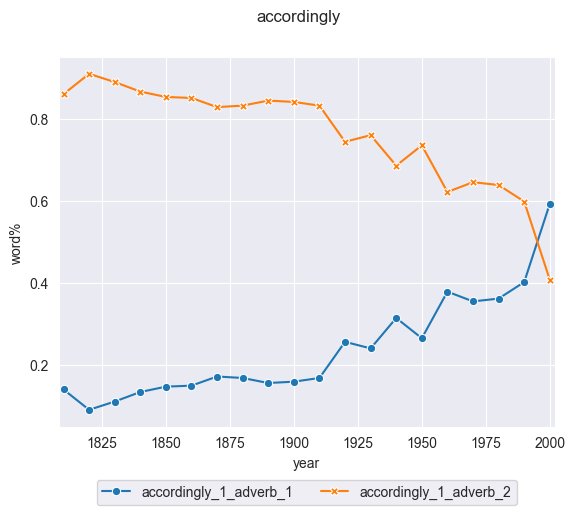 accordingly
word%
0.8
0.6
0.4
0.2
1825 1850 1875 1900 1925 1950 1975 2000
year
accordingly_1_adverb_1 accordingly_1_adverb_2